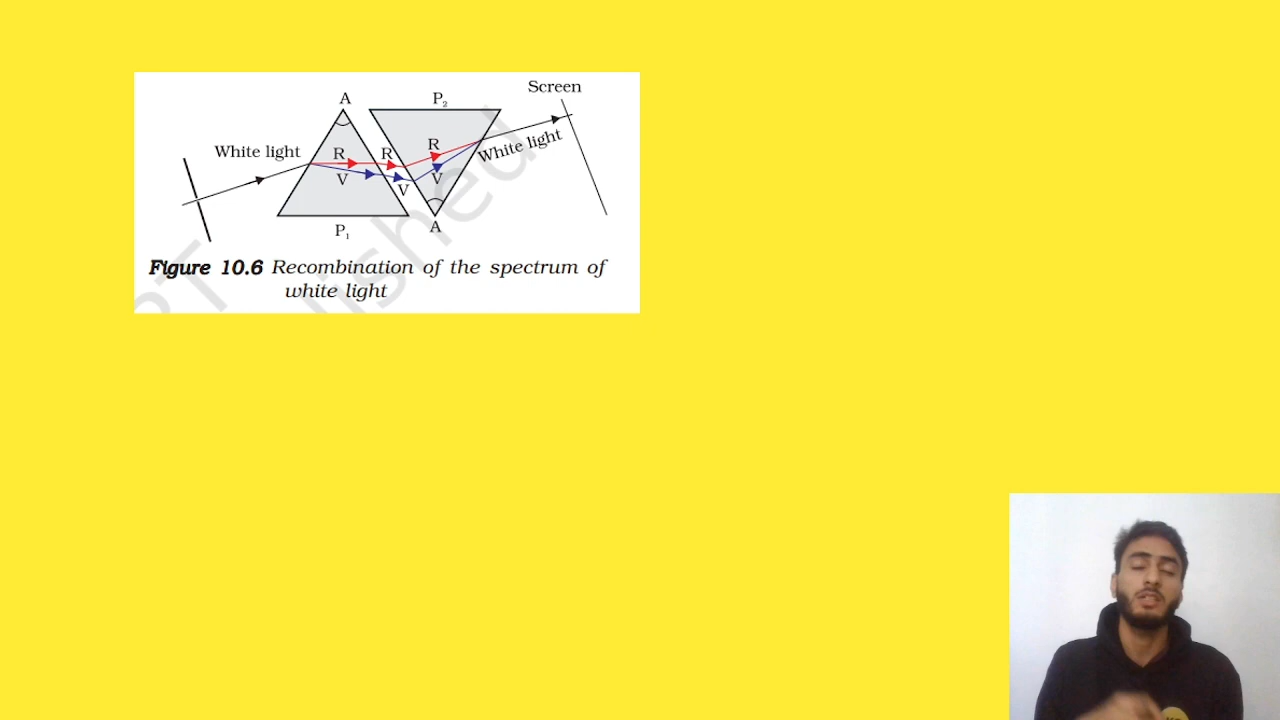 Screen
A
P₂
White light
R
R
R
White light
V
V
V
P₁
A
Figure 10.6 Recombination of the spectrum of
white light